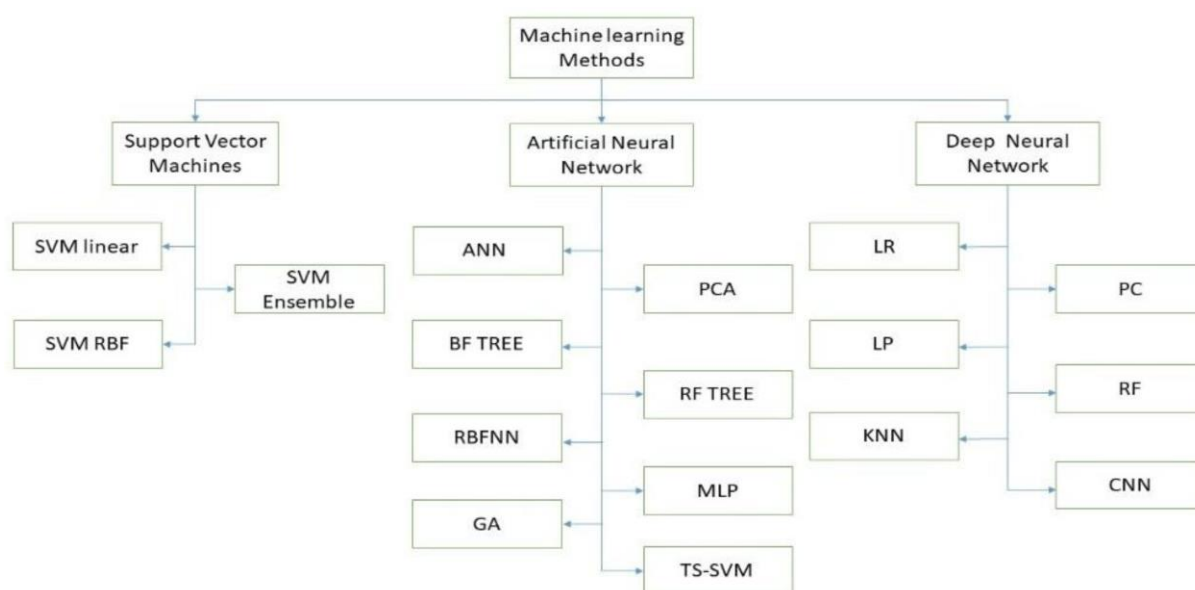 Machine learning
Methods
Support Vector
Machines
Artificial Neural
Network
Deep Neural
Network
SVM linear
SVM
Ensemble
SVM RBF
ANN
PCA
BF TREE
RF TREE
RBFNN
MLP
GA
TS-SVM
LR
PC
LP
RF
KNN
CNN